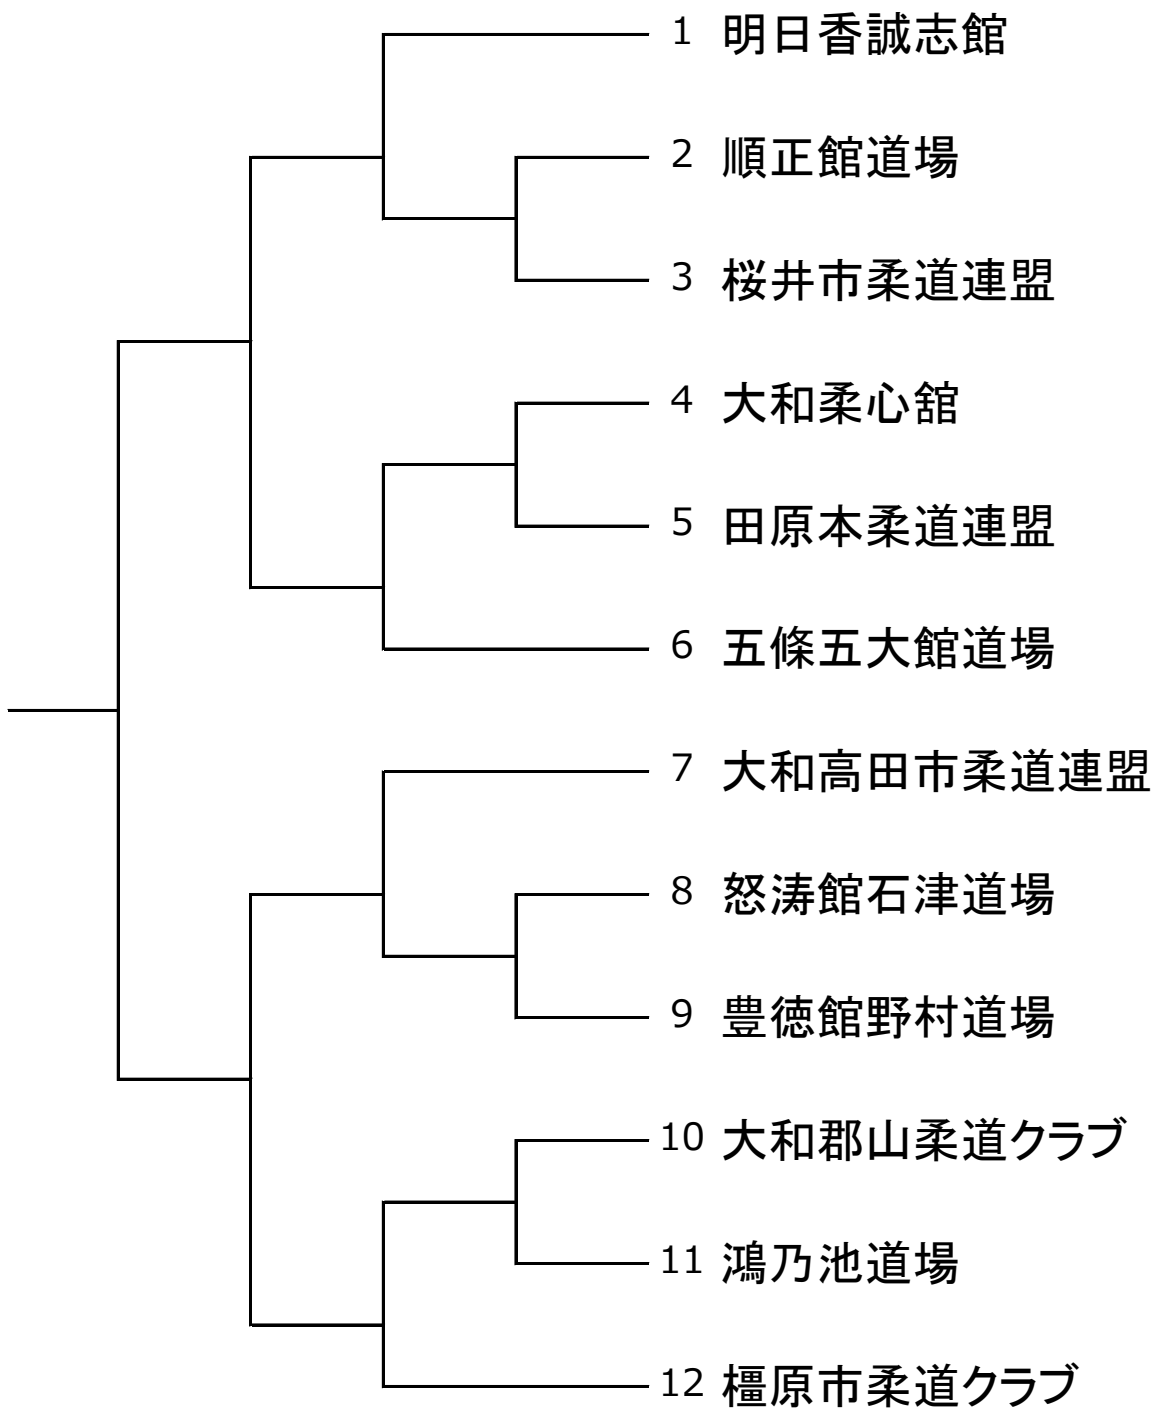 1 明日香誠志館
2 順正館道場
3 桜井市柔道連盟
4 大和柔心舘
5 田原本柔道連盟
6 五條五大館道場
7 大和高田市柔道連盟
8 怒涛館石津道場
9 豊徳館野村道場
10 大和郡山柔道クラブ
11 鴻乃池道場
12 橿原市柔道クラブ